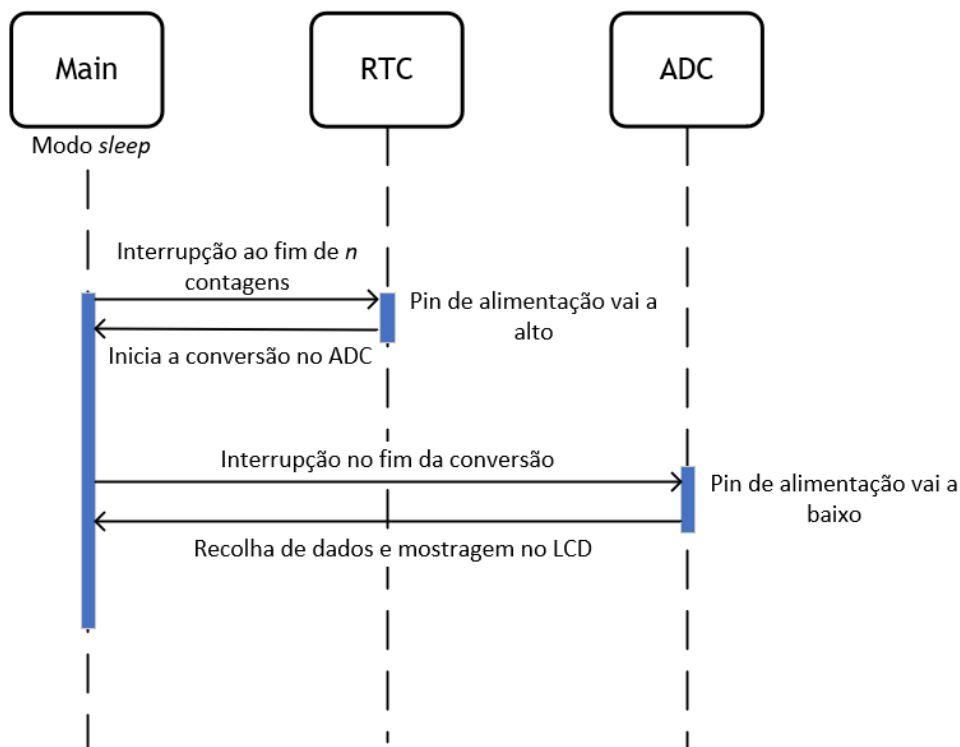 Main
RTC
ADC
Modo sleep
Interrupção ao fim de n
contagens
Pin de alimentação vai a
alto
Inicia a conversão no ADC
Interrupção no fim da conversão
Pin de alimentação vai a
baixo
Recolha de dados e mostragem no LCD